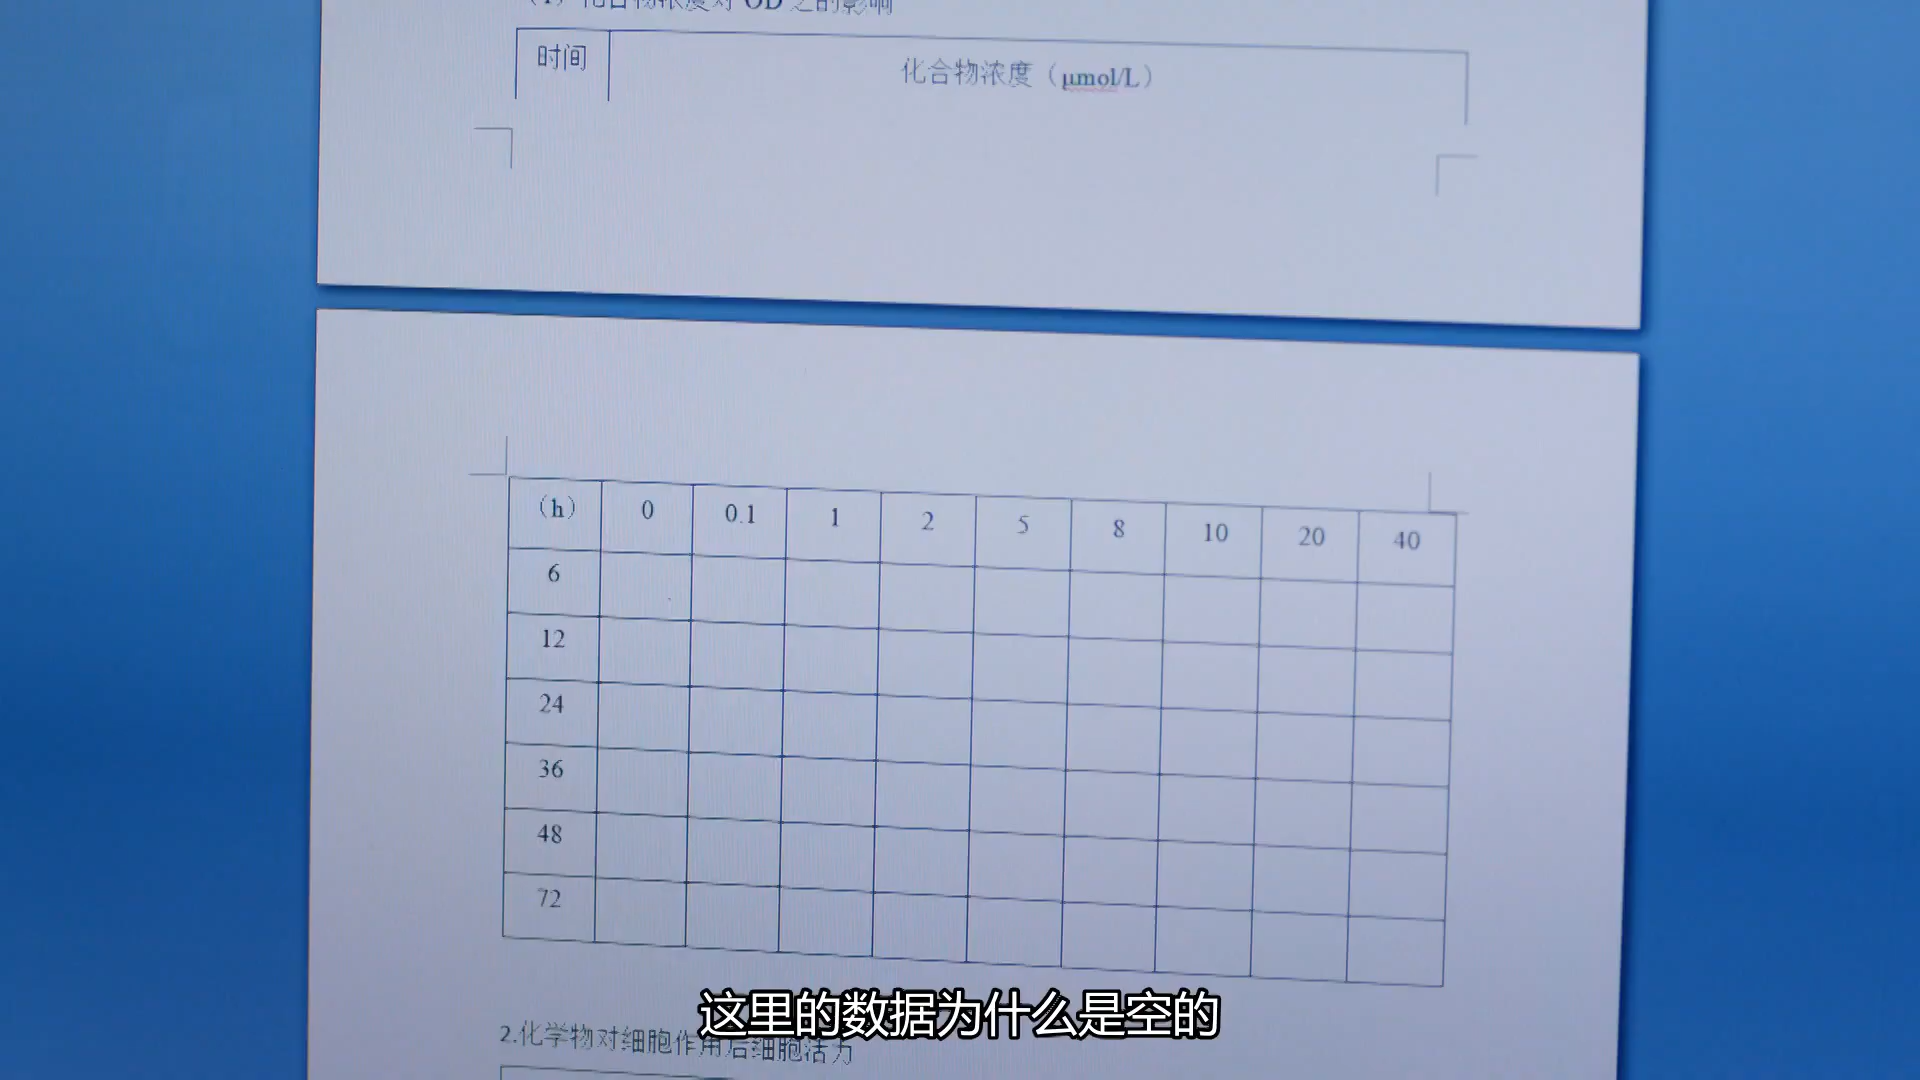 （1）化合物浓度对 OD 之的影响
时间 化合物浓度（μmol/L）
（h） 0 0.1 1 2 5 8 10 20 40
6
12
24
36
48
72
这里的数据为什么是空的
2.化学物对细胞作用后细胞活力